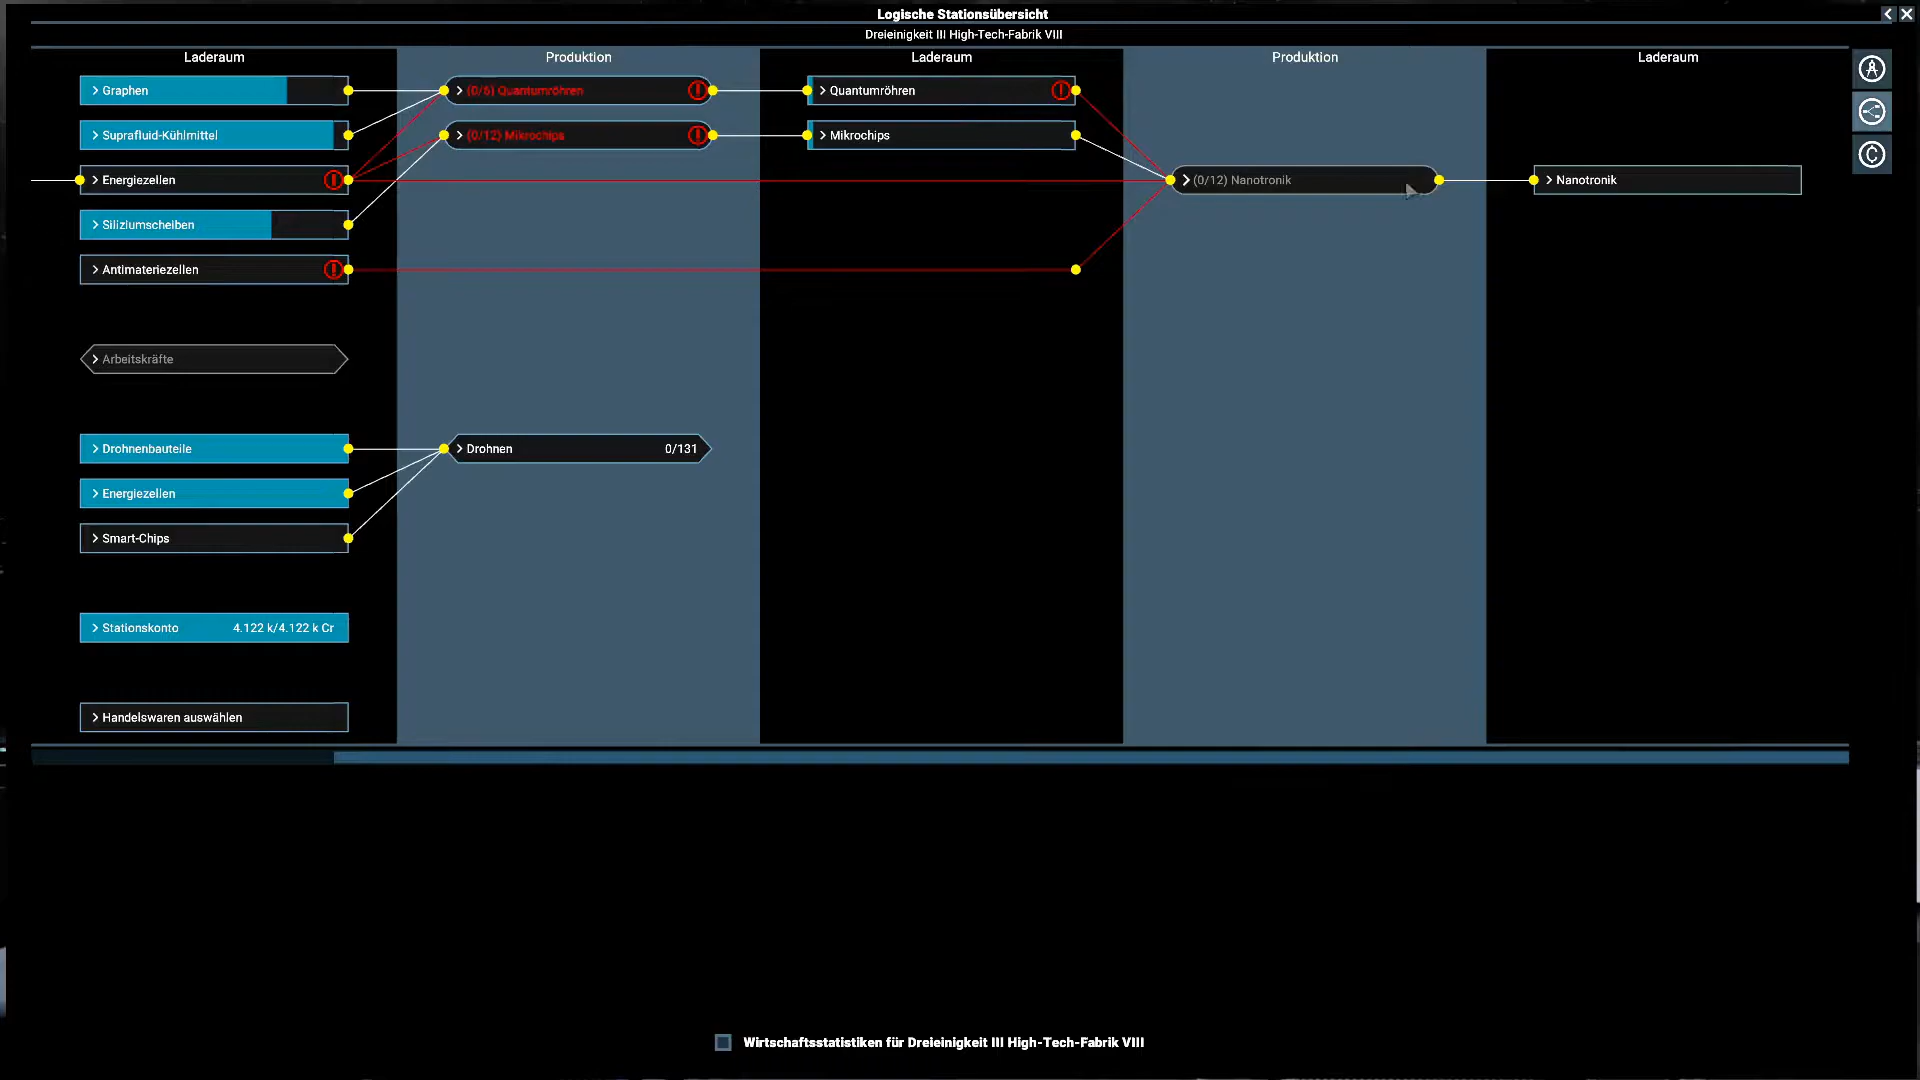 Logische Stationsübersicht
Dreieinigkeit III High-Tech-Fabrik VIII
Laderaum
Produktion
Laderaum
Produktion
Laderaum
Graphen
(0/6) Quantumröhren
Quantumröhren
Suprafluid-Kühlmittel
(0/12) Mikrochips
Mikrochips
Energiezellen
(0/12) Nanotronik
Nanotronik
Siliziumscheiben
Antimateriezellen
Arbeitskräfte
Drohnenbauteile
Drohnen 0/131
Energiezellen
Smart-Chips
Stationskonto 4.122 k/4.122 k Cr
Handelswaren auswählen
Wirtschaftsstatistiken für Dreieinigkeit III High-Tech-Fabrik VIII